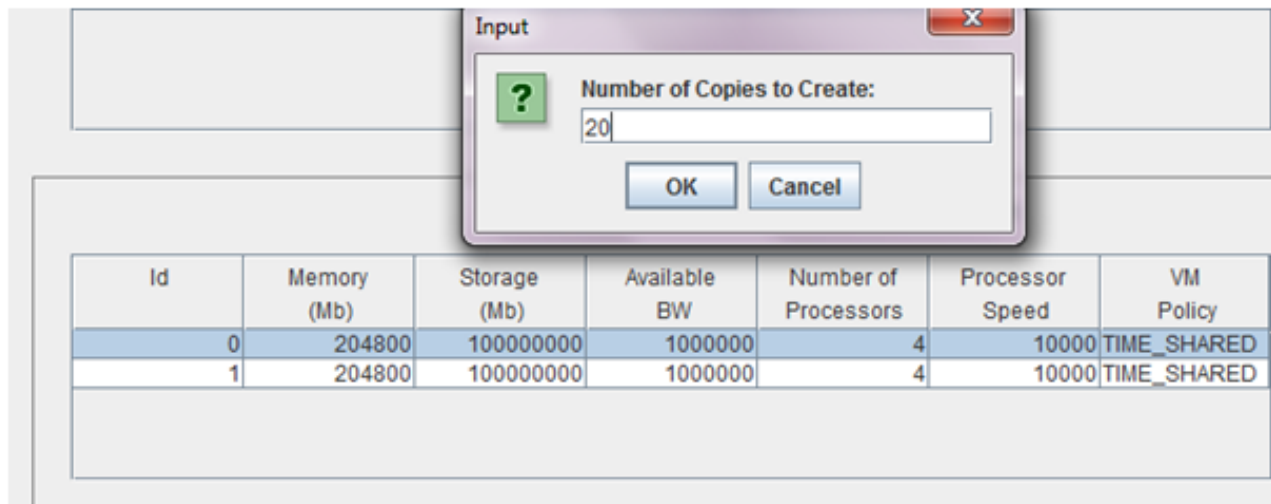 Input
x
?
Number of Copies to Create:
20
OK Cancel
Id Memory Storage Available Number of Processor VM
(Mb) (Mb) BW Processors Speed Policy
0 204800 100000000 1000000 4 10000 TIME_SHARED
1 204800 100000000 1000000 4 10000 TIME_SHARED